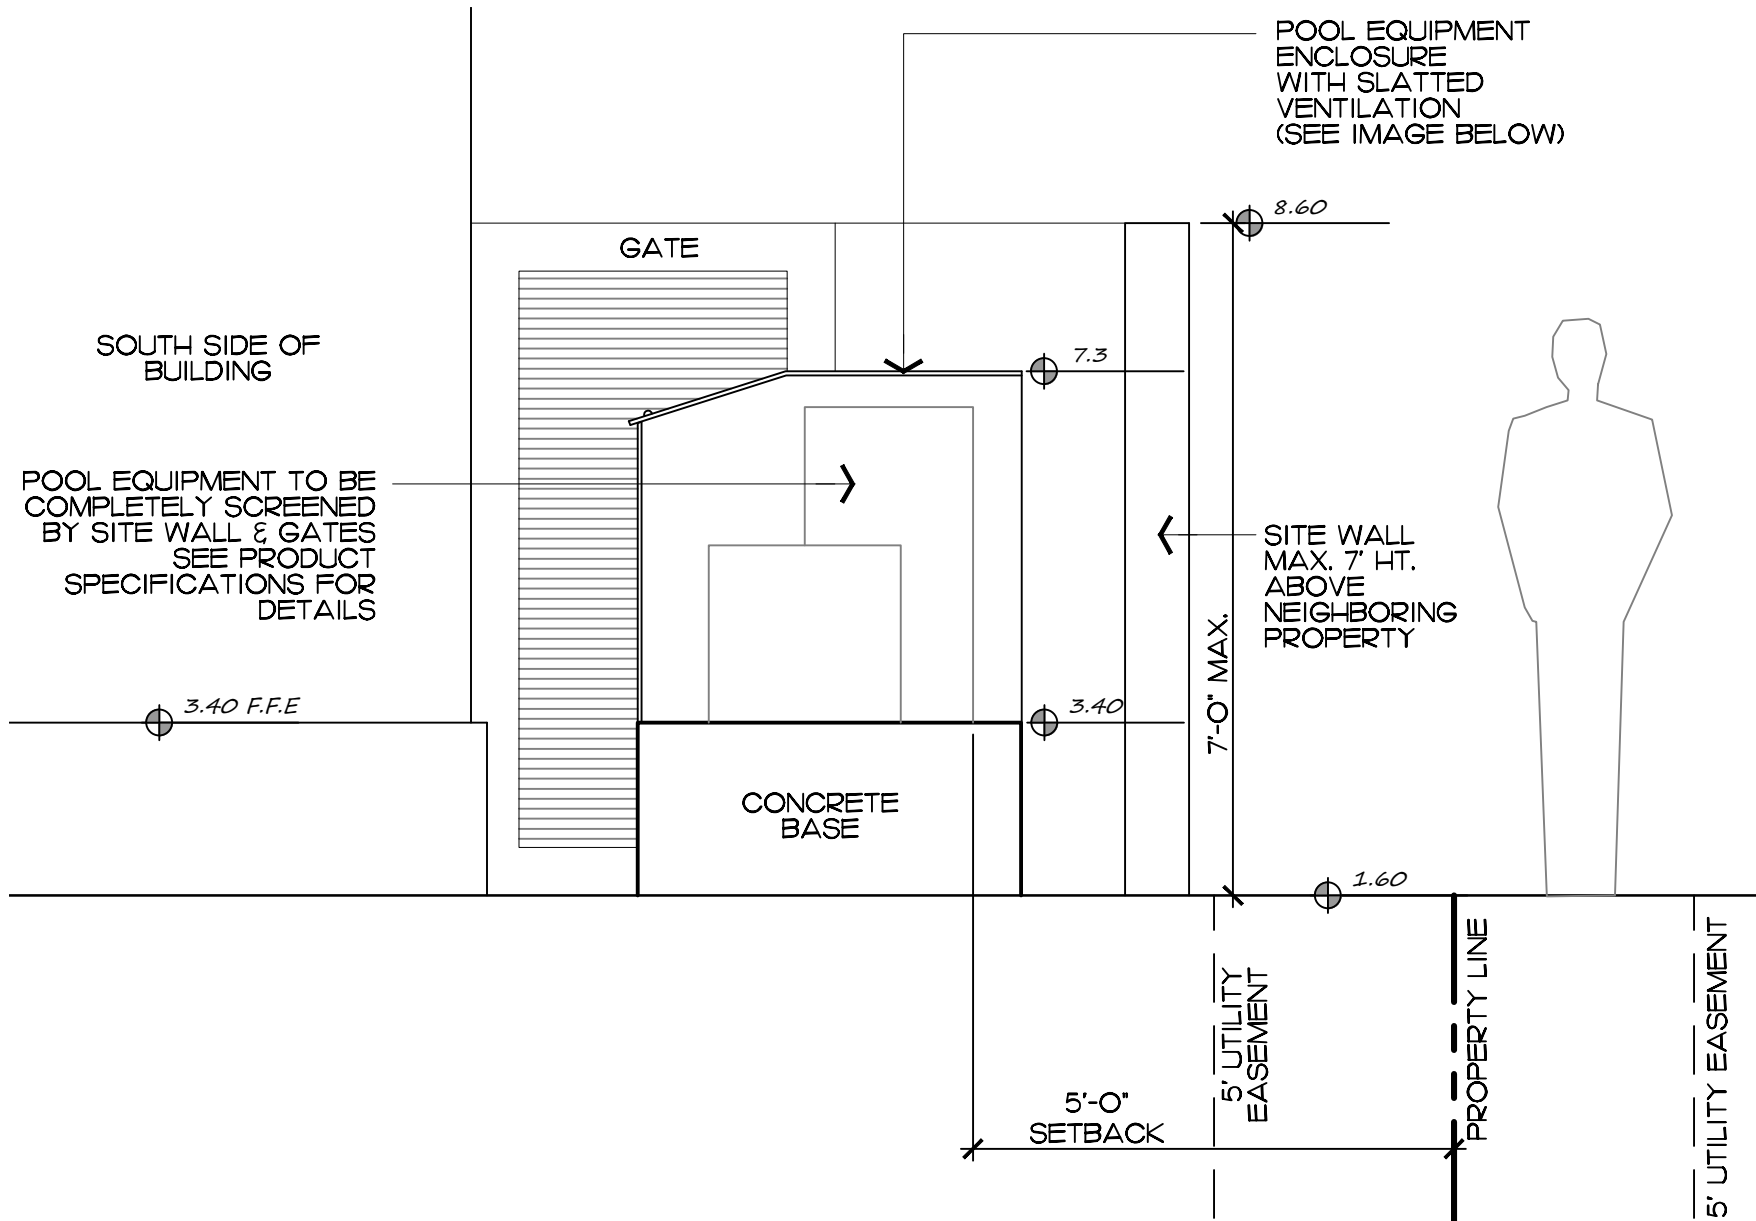 POOL EQUIPMENT
ENCLOSURE
WITH SLATTED
VENTILATION
(SEE IMAGE BELOW)
8.60
GATE
SOUTH SIDE OF
BUILDING
7.3
POOL EQUIPMENT TO BE
COMPLETELY SCREENED
BY SITE WALL & GATES
SEE PRODUCT
SPECIFICATIONS FOR
DETAILS
SITE WALL
MAX. 7' HT.
ABOVE
NEIGHBORING
PROPERTY
7'-0" MAX.
3.40 F.F.E
3.40
CONCRETE
BASE
1.60
5' UTILITY
EASEMENT
PROPERTY LINE
5' UTILITY EASEMENT
5'-0"
SETBACK